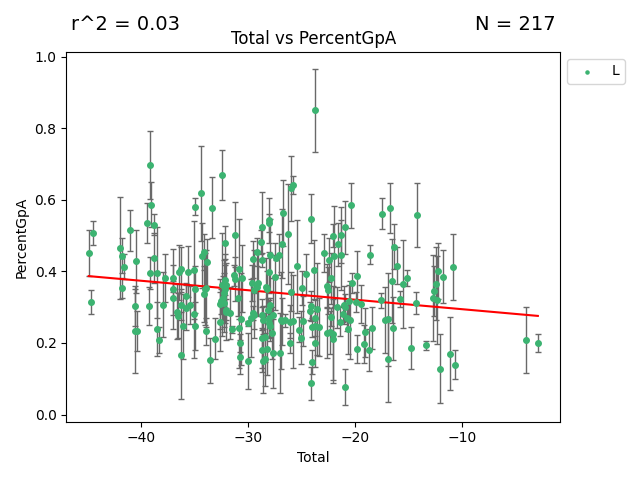 r^2 = 0.03
N = 217
Total vs PercentGpA
L
1.0
0.8
0.6
0.4
0.2
0.0
PercentGpA
−40
−30
−20
−10
Total